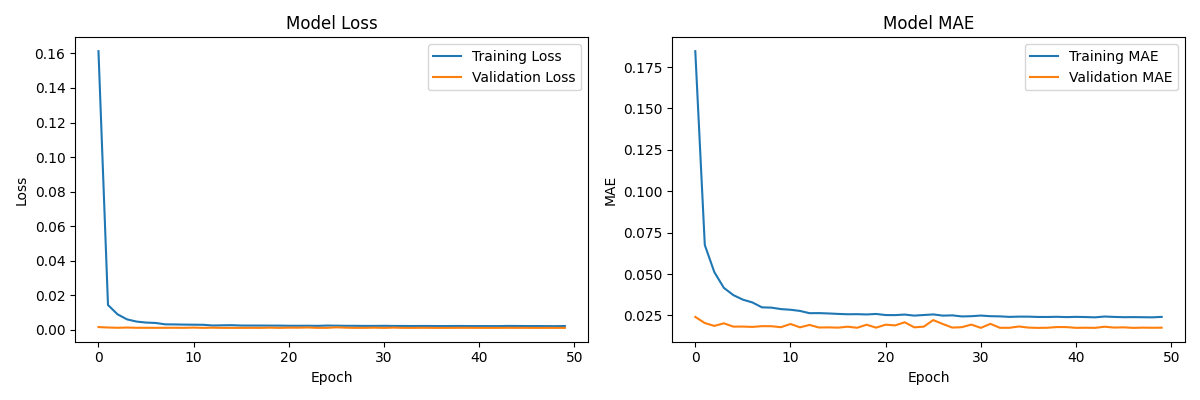 Model Loss
Training Loss
Validation Loss
Loss
0.16
0.14
0.12
0.10
0.08
0.06
0.04
0.02
0.00
0 10 20 30 40 50
Epoch
Model MAE
Training MAE
Validation MAE
MAE
0.175
0.150
0.125
0.100
0.075
0.050
0.025
0 10 20 30 40 50
Epoch